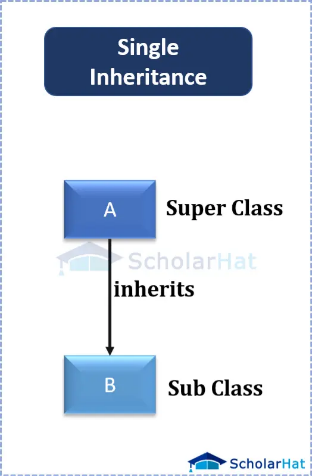 Single
Inheritance
A
Super Class
ScholarHat
inherits
B
Sub Class
ScholarHat